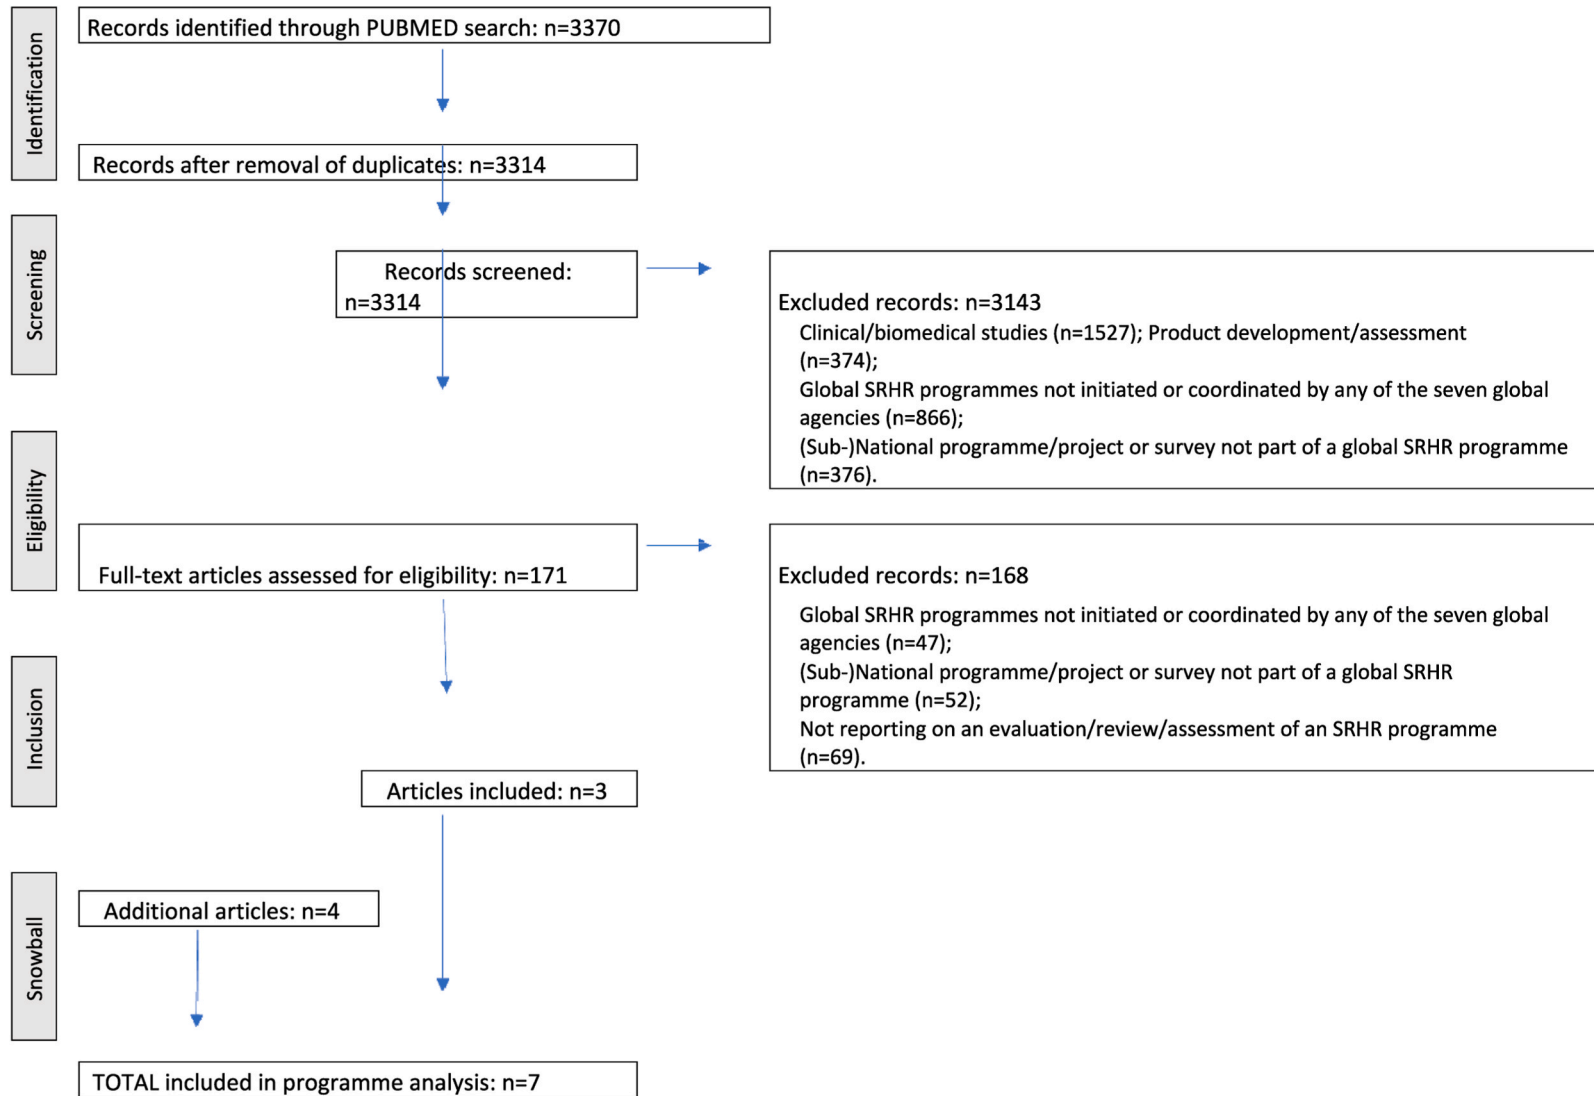 Identification
Records identified through PUBMED search: n=3370
Records after removal of duplicates: n=3314
Screening
Records screened:
n=3314
Excluded records: n=3143
Clinical/biomedical studies (n=1527); Product development/assessment
(n=374);
Global SRHR programmes not initiated or coordinated by any of the seven global
agencies (n=866);
(Sub-)National programme/project or survey not part of a global SRHR programme
(n=376).
Eligibility
Full-text articles assessed for eligibility: n=171
Excluded records: n=168
Global SRHR programmes not initiated or coordinated by any of the seven global
agencies (n=47);
(Sub-)National programme/project or survey not part of a global SRHR
programme (n=52);
Not reporting on an evaluation/review/assessment of an SRHR programme
(n=69).
Inclusion
Articles included: n=3
Snowball
Additional articles: n=4
TOTAL included in programme analysis: n=7